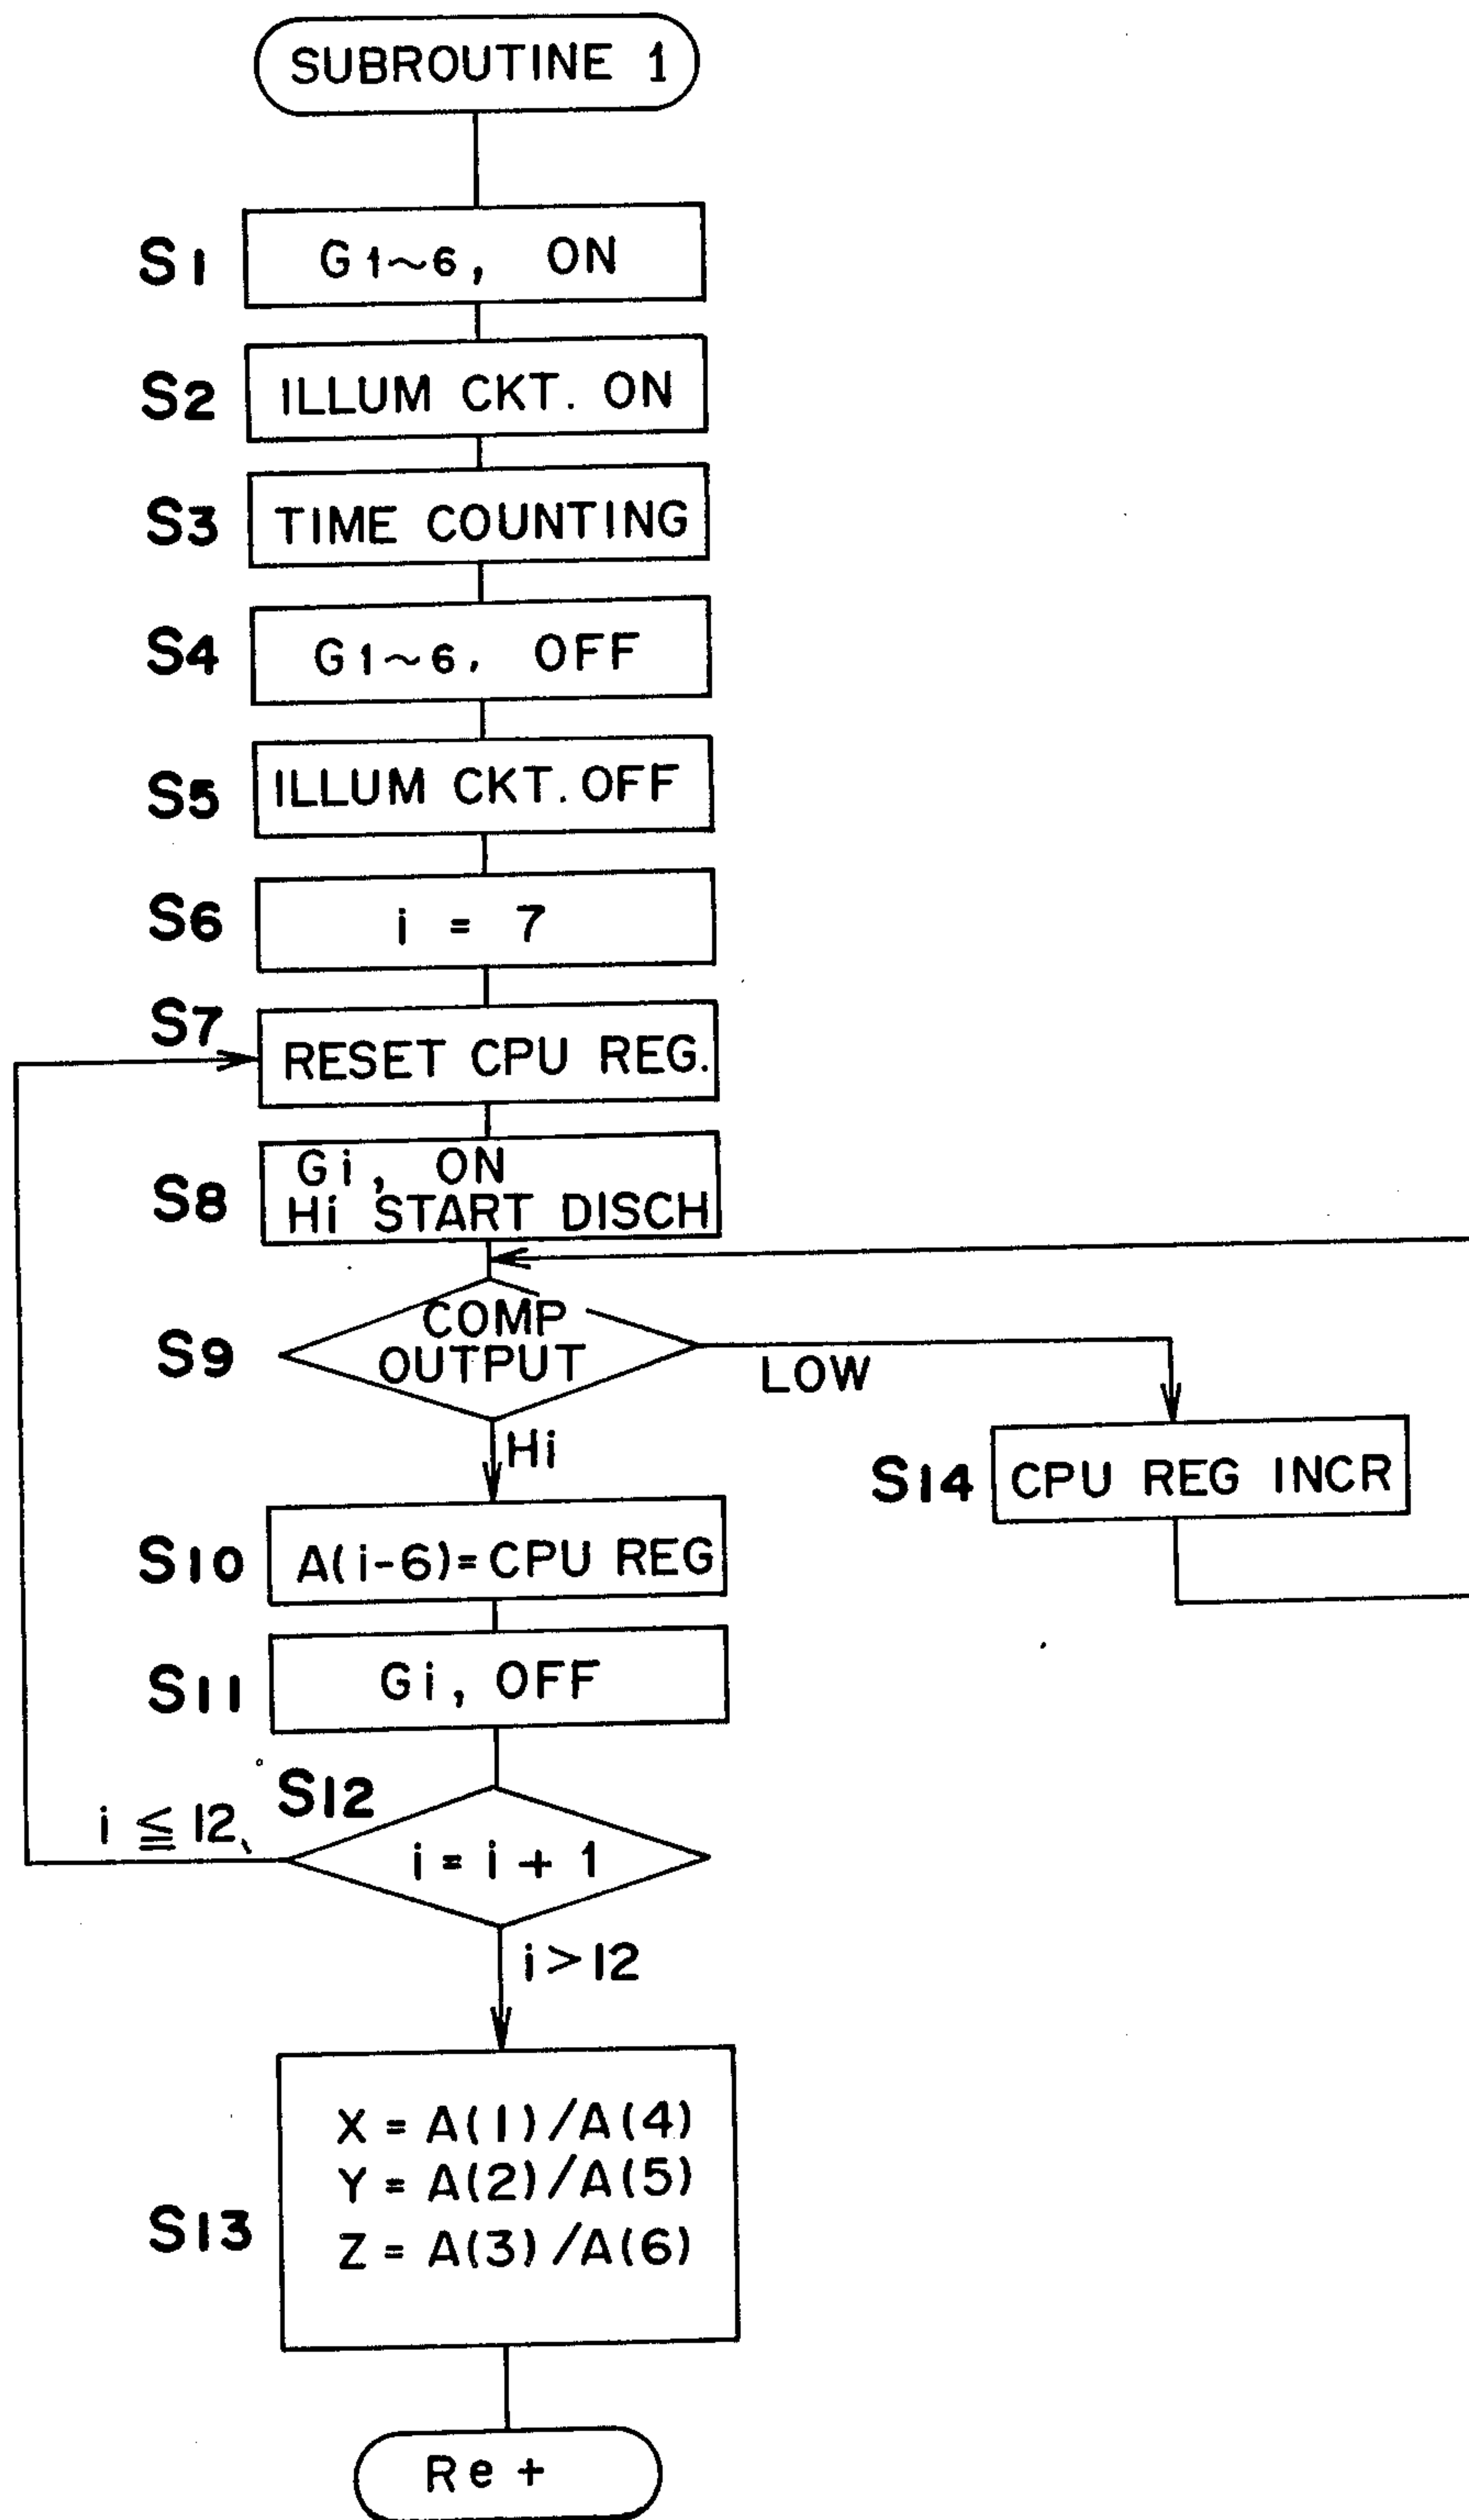 SUBROUTINE 1
S1
G1~6, ON
S2
ILLUM CKT. ON
S3
TIME COUNTING
S4
G1~6, OFF
S5
ILLUM CKT. OFF
S6
i = 7
S7
RESET CPU REG.
S8
Gi, ON
Hi START DISCH
S9
COMP
OUTPUT
LOW
Hi
S14
CPU REG INCR
S10
A(i-6)=CPU REG
S11
Gi, OFF
S12
i ≦ 12
i = i + 1
i>12
S13
X = A(1)/A(4)
Y = A(2)/A(5)
Z = A(3)/A(6)
Re +